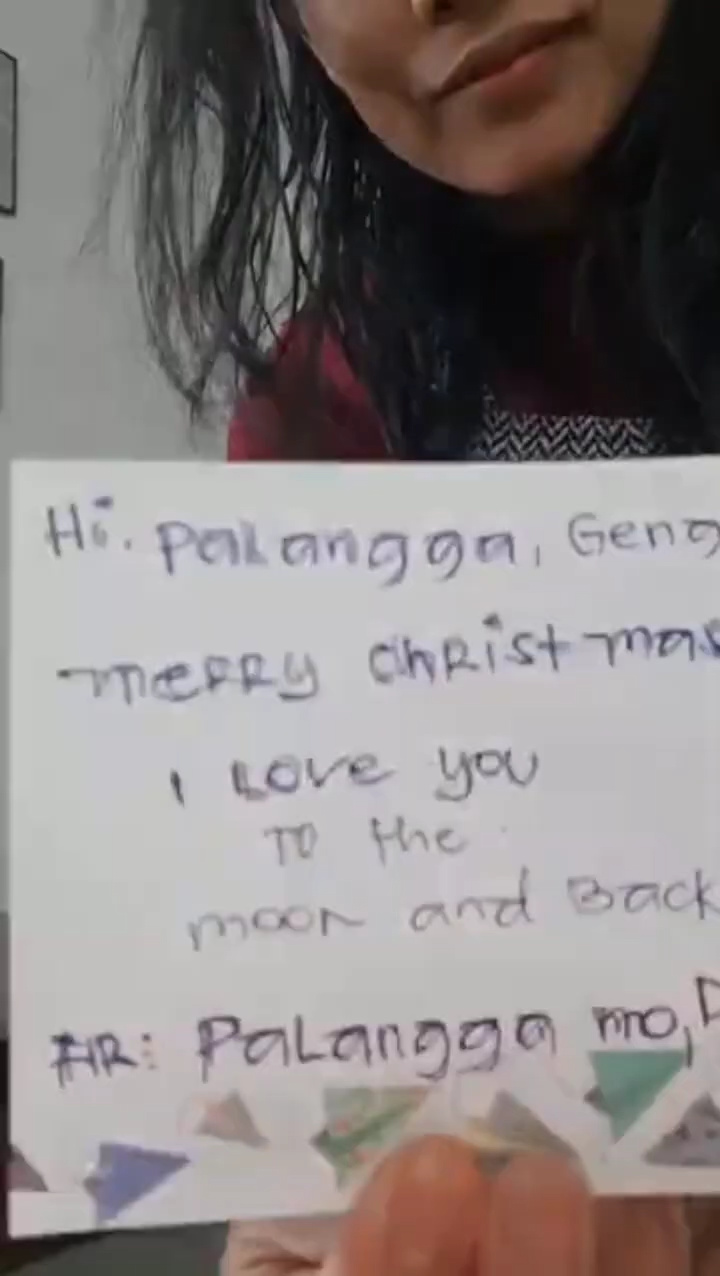 Hi. Palangga, Geng
merry christmas
I Love you
To the
moon and Back
FR: Palangga mo,